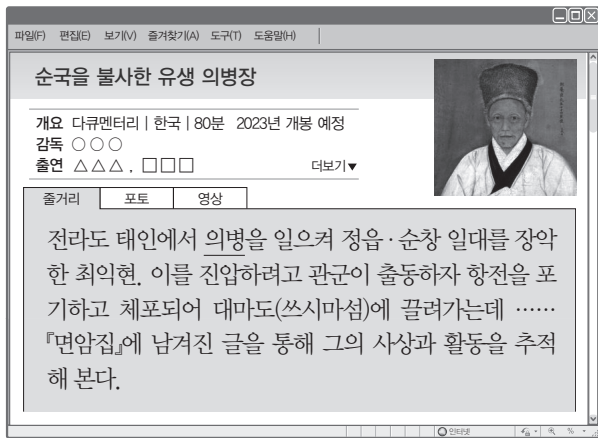 파일(F) 편집(E) 보기(V) 즐겨찾기(A) 도구(T) 도움말(H)
순국을 불사한 유생 의병장
개요 다큐멘터리 | 한국 | 80분 2023년 개봉 예정
감독 ○○○
출연 △△△, □□□ 더보기▼
줄거리 포토 영상
전라도 태인에서 의병을 일으켜 정읍·순창 일대를 장악
한 최익현. 이를 진압하려고 관군이 출동하자 항전을 포
기하고 체포되어 대마도(쓰시마섬)에 끌려가는데 ……
『면암집』에 남겨진 글을 통해 그의 사상과 활동을 추적
해 본다.
인터넷 %